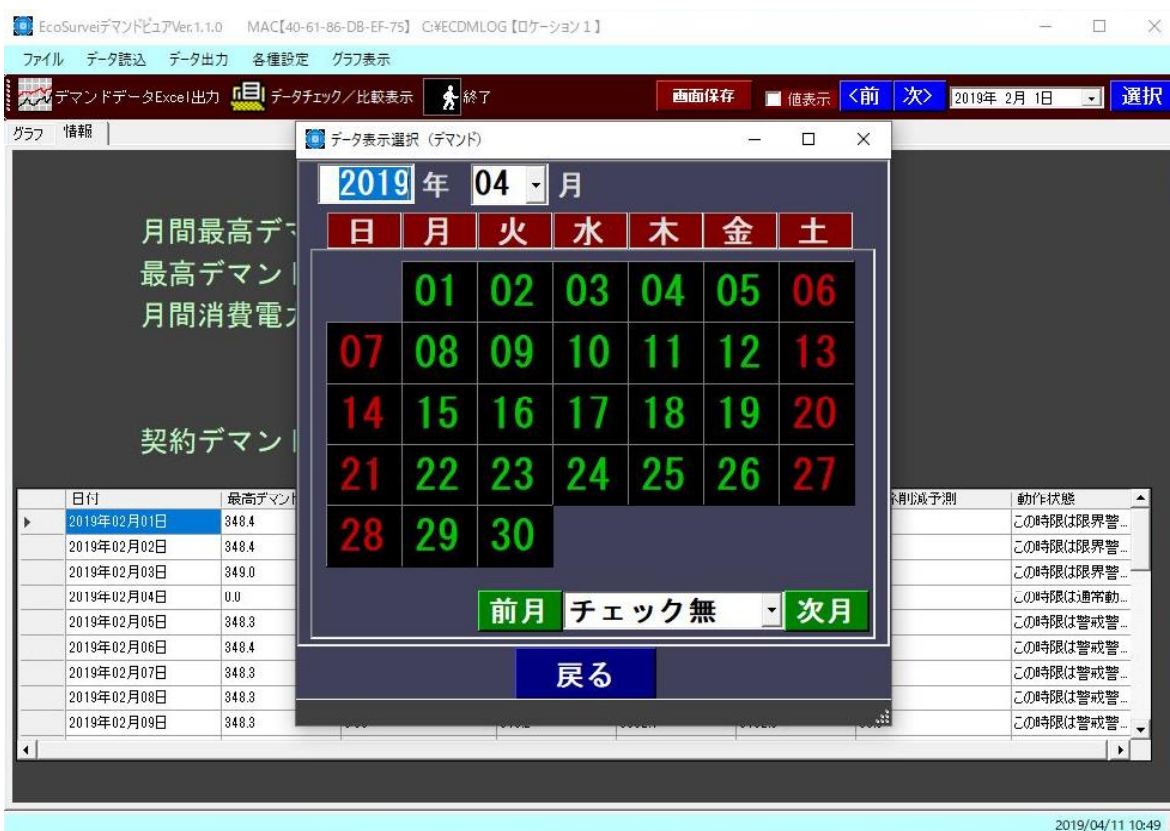 EcoSurveiデマンドピュアVer.1.1.0 MAC【40-61-86-DB-EF-75】 C:¥ECDMLOG【ロケーション１】
ファイル データ読込 データ出力 各種設定 グラフ表示
デマンドデータExcel出力 データチェック／比較表示 終了 画面保存 値表示 <前 次> 2019年 2月 1日 選択
グラフ 情報
データ表示選択（デマンド）
2019 年 04 月
日 月 火 水 木 金 土
01 02 03 04 05 06
07 08 09 10 11 12 13
14 15 16 17 18 19 20
21 22 23 24 25 26 27
28 29 30
前月 チェック無 次月
戻る
月間最高デマ
最高デマンド
月間消費電力
契約デマンド
日付 最高デマンド 削減予測 動作状態
2019年02月01日 348.4 この時限は限界警...
2019年02月02日 348.4 この時限は限界警...
2019年02月03日 349.0 この時限は限界警...
2019年02月04日 0.0 この時限は通常動...
2019年02月05日 348.3 この時限は警戒警...
2019年02月06日 348.4 この時限は警戒警...
2019年02月07日 348.3 この時限は警戒警...
2019年02月08日 348.3 この時限は警戒警...
2019年02月09日 348.3 この時限は警戒警...
2019/04/11 10:49